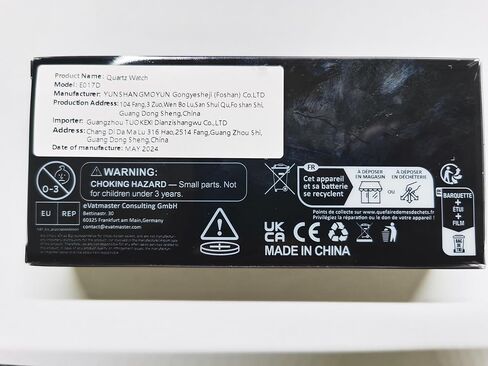 Product Name: Quartz Watch
Model: E017D
Manufacturer: YUNSHANGMOYUN Gongyesheji (Foshan) Co.LTD
Production Address: 104 Fang,3 Zuo,Wen Bo Lu,San Shui Qu,Fo shan Shi,
Guang Dong Sheng,China
Importer: Guangzhou TUOKEXI Dianzishangwu Co.LTD
Address: Chang Di Da Ma Lu 316 Hao,2514 Fang,Guang Zhou Shi,
Guang Dong Sheng,China
Date of manufacture: MAY 2024
0-3
WARNING:
CHOKING HAZARD — Small parts. Not
for children under 3 years.
EU REP
eVatmaster Consulting GmbH
Bettinastr. 30
60325 Frankfurt am Main,Germany
contact@evatmaster.com
FR
Cet appareil
et sa batterie
se recyclent
À DÉPOSER
EN MAGASIN
OU
À DÉPOSER
EN DÉCHÈTERIE
Points de collecte sur www.quefairedemesdechets.fr
Privilégiez la réparation ou le don de votre appareil !
UK
CA
CE
MADE IN CHINA
FR
BARQUETTE
+
ÉTUI
+
FILM
BAC
DE
TRI